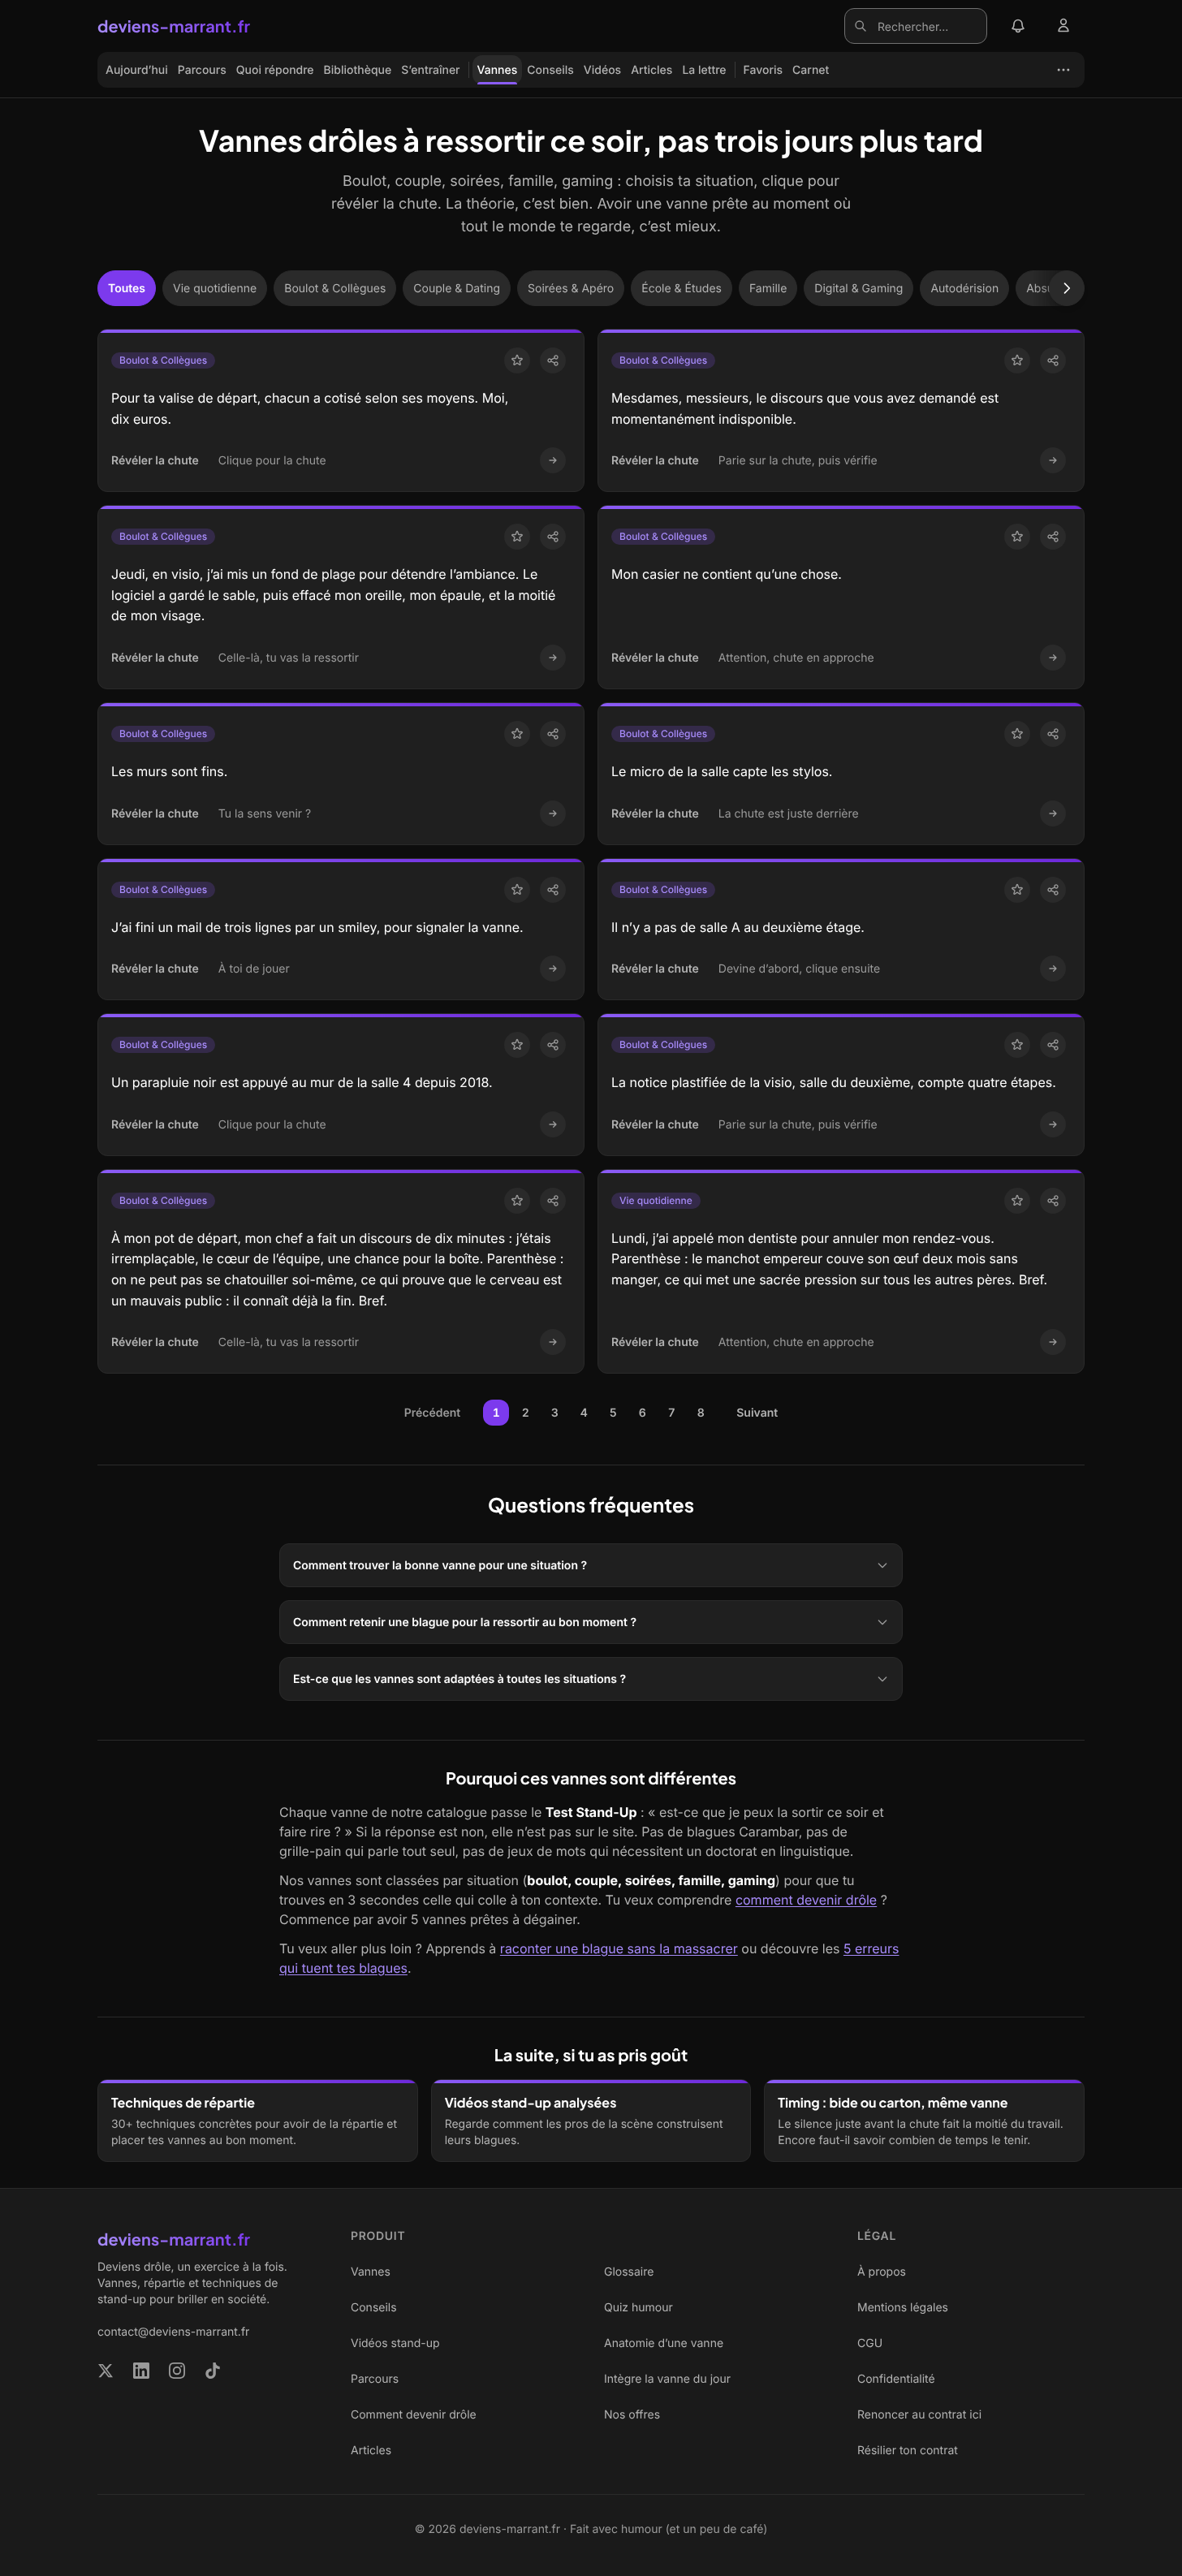 deviens-marrant.fr
Rechercher...
Aujourd’hui Parcours Quoi répondre Bibliothèque S’entraîner Vannes Conseils Vidéos Articles La lettre Favoris Carnet
Vannes drôles à ressortir ce soir, pas trois jours plus tard
Boulot, couple, soirées, famille, gaming : choisis ta situation, clique pour
révéler la chute. La théorie, c’est bien. Avoir une vanne prête au moment où
tout le monde te regarde, c’est mieux.
Toutes Vie quotidienne Boulot & Collègues Couple & Dating Soirées & Apéro École & Études Famille Digital & Gaming Autodérision
Boulot & Collègues
Pour ta valise de départ, chacun a cotisé selon ses moyens. Moi,
dix euros.
Révéler la chute Clique pour la chute
Boulot & Collègues
Mesdames, messieurs, le discours que vous avez demandé est
momentanément indisponible.
Révéler la chute Parie sur la chute, puis vérifie
Boulot & Collègues
Jeudi, en visio, j’ai mis un fond de plage pour détendre l’ambiance. Le
logiciel a gardé le sable, puis effacé mon oreille, mon épaule, et la moitié
de mon visage.
Révéler la chute Celle-là, tu vas la ressortir
Boulot & Collègues
Mon casier ne contient qu’une chose.
Révéler la chute Attention, chute en approche
Boulot & Collègues
Les murs sont fins.
Révéler la chute Tu la sens venir ?
Boulot & Collègues
Le micro de la salle capte les stylos.
Révéler la chute La chute est juste derrière
Boulot & Collègues
J’ai fini un mail de trois lignes par un smiley, pour signaler la vanne.
Révéler la chute À toi de jouer
Boulot & Collègues
Il n’y a pas de salle A au deuxième étage.
Révéler la chute Devine d’abord, clique ensuite
Boulot & Collègues
Un parapluie noir est appuyé au mur de la salle 4 depuis 2018.
Révéler la chute Clique pour la chute
Boulot & Collègues
La notice plastifiée de la visio, salle du deuxième, compte quatre étapes.
Révéler la chute Parie sur la chute, puis vérifie
Boulot & Collègues
À mon pot de départ, mon chef a fait un discours de dix minutes : j’étais
irremplaçable, le cœur de l’équipe, une chance pour la boîte. Parenthèse :
on ne peut pas se chatouiller soi-même, ce qui prouve que le cerveau est
un mauvais public : il connaît déjà la fin. Bref.
Révéler la chute Celle-là, tu vas la ressortir
Vie quotidienne
Lundi, j’ai appelé mon dentiste pour annuler mon rendez-vous.
Parenthèse : le manchot empereur couve son œuf deux mois sans
manger, ce qui met une sacrée pression sur tous les autres pères. Bref.
Révéler la chute Attention, chute en approche
Précédent 1 2 3 4 5 6 7 8 Suivant
Questions fréquentes
Comment trouver la bonne vanne pour une situation ?
Comment retenir une blague pour la ressortir au bon moment ?
Est-ce que les vannes sont adaptées à toutes les situations ?
Pourquoi ces vannes sont différentes
Chaque vanne de notre catalogue passe le Test Stand-Up : « est-ce que je peux la sortir ce soir et
faire rire ? » Si la réponse est non, elle n’est pas sur le site. Pas de blagues Carambar, pas de
grille-pain qui parle tout seul, pas de jeux de mots qui nécessitent un doctorat en linguistique.
Nos vannes sont classées par situation (boulot, couple, soirées, famille, gaming) pour que tu
trouves en 3 secondes celle qui colle à ton contexte. Tu veux comprendre comment devenir drôle ?
Commence par avoir 5 vannes prêtes à dégainer.
Tu veux aller plus loin ? Apprends à raconter une blague sans la massacrer ou découvre les 5 erreurs
qui tuent tes blagues.
La suite, si tu as pris goût
Techniques de répartie
30+ techniques concrètes pour avoir de la répartie et
placer tes vannes au bon moment.
Vidéos stand-up analysées
Regarde comment les pros de la scène construisent
leurs blagues.
Timing : bide ou carton, même vanne
Le silence juste avant la chute fait la moitié du travail.
Encore faut-il savoir combien de temps le tenir.
deviens-marrant.fr
Deviens drôle, un exercice à la fois.
Vannes, répartie et techniques de
stand-up pour briller en société.
contact@deviens-marrant.fr
PRODUIT
Vannes
Conseils
Vidéos stand-up
Parcours
Comment devenir drôle
Articles
Glossaire
Quiz humour
Anatomie d’une vanne
Intègre la vanne du jour
Nos offres
LÉGAL
À propos
Mentions légales
CGU
Confidentialité
Renoncer au contrat ici
Résilier ton contrat
© 2026 deviens-marrant.fr · Fait avec humour (et un peu de café)